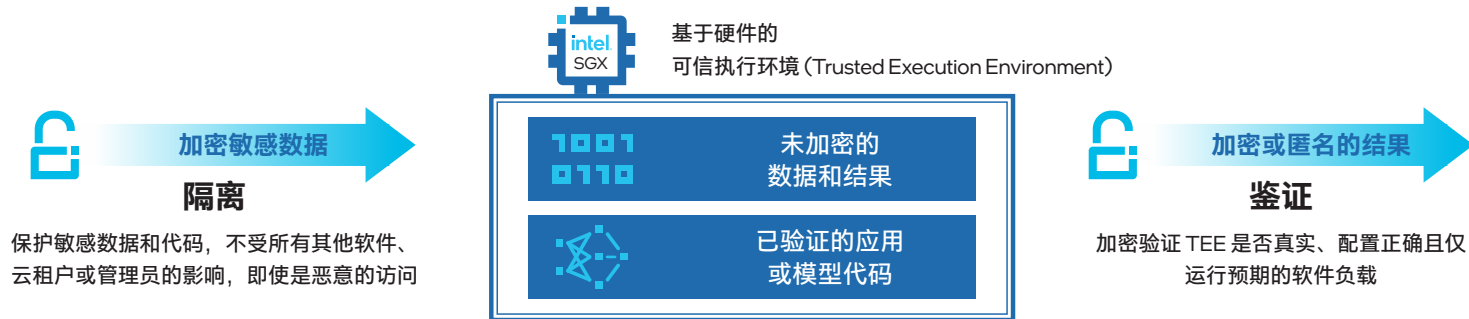 intel
SGX
基于硬件的
可信执行环境 (Trusted Execution Environment)
加密敏感数据
隔离
保护敏感数据和代码，不受所有其他软件、
云租户或管理员的影响，即使是恶意的访问
1001
0110
未加密的
数据和结果
已验证的应用
或模型代码
加密或匿名的结果
鉴证
加密验证 TEE 是否真实、配置正确且仅
运行预期的软件负载